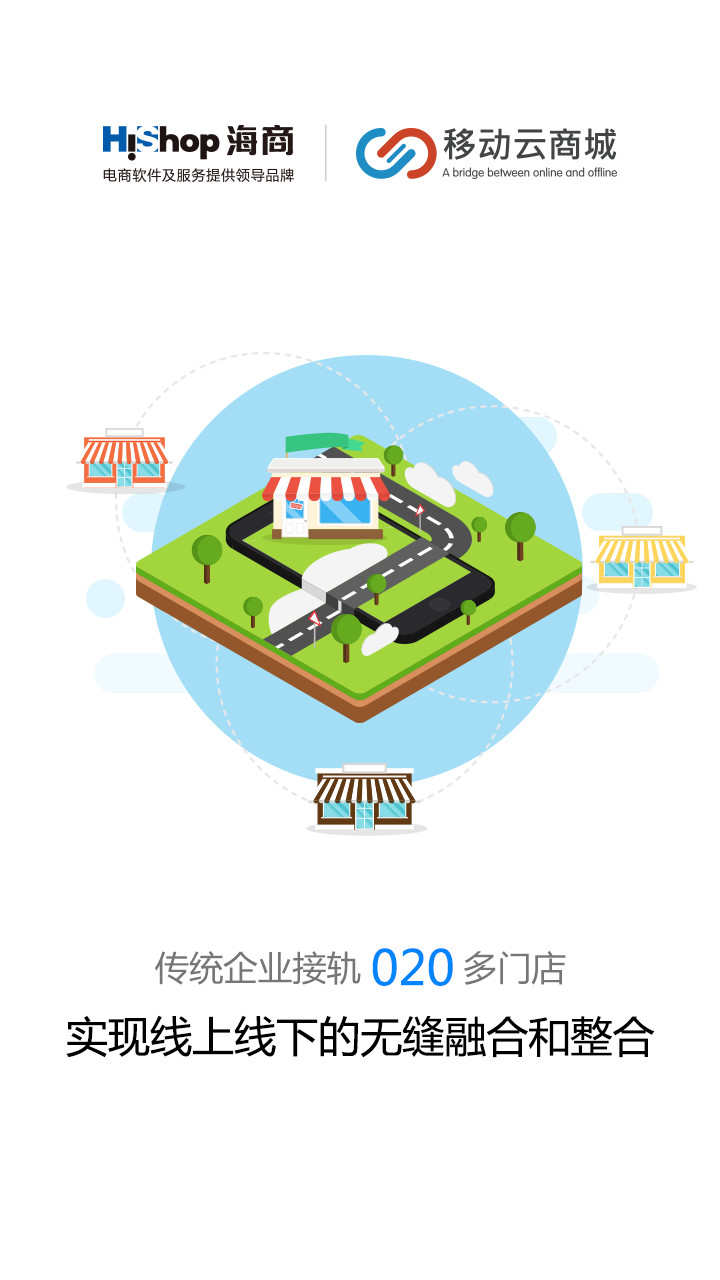 HiShop 海商
电商软件及服务提供领导品牌
移动云商城
A bridge between online and offline
传统企业接轨 O2O 多门店
实现线上线下的无缝融合和整合